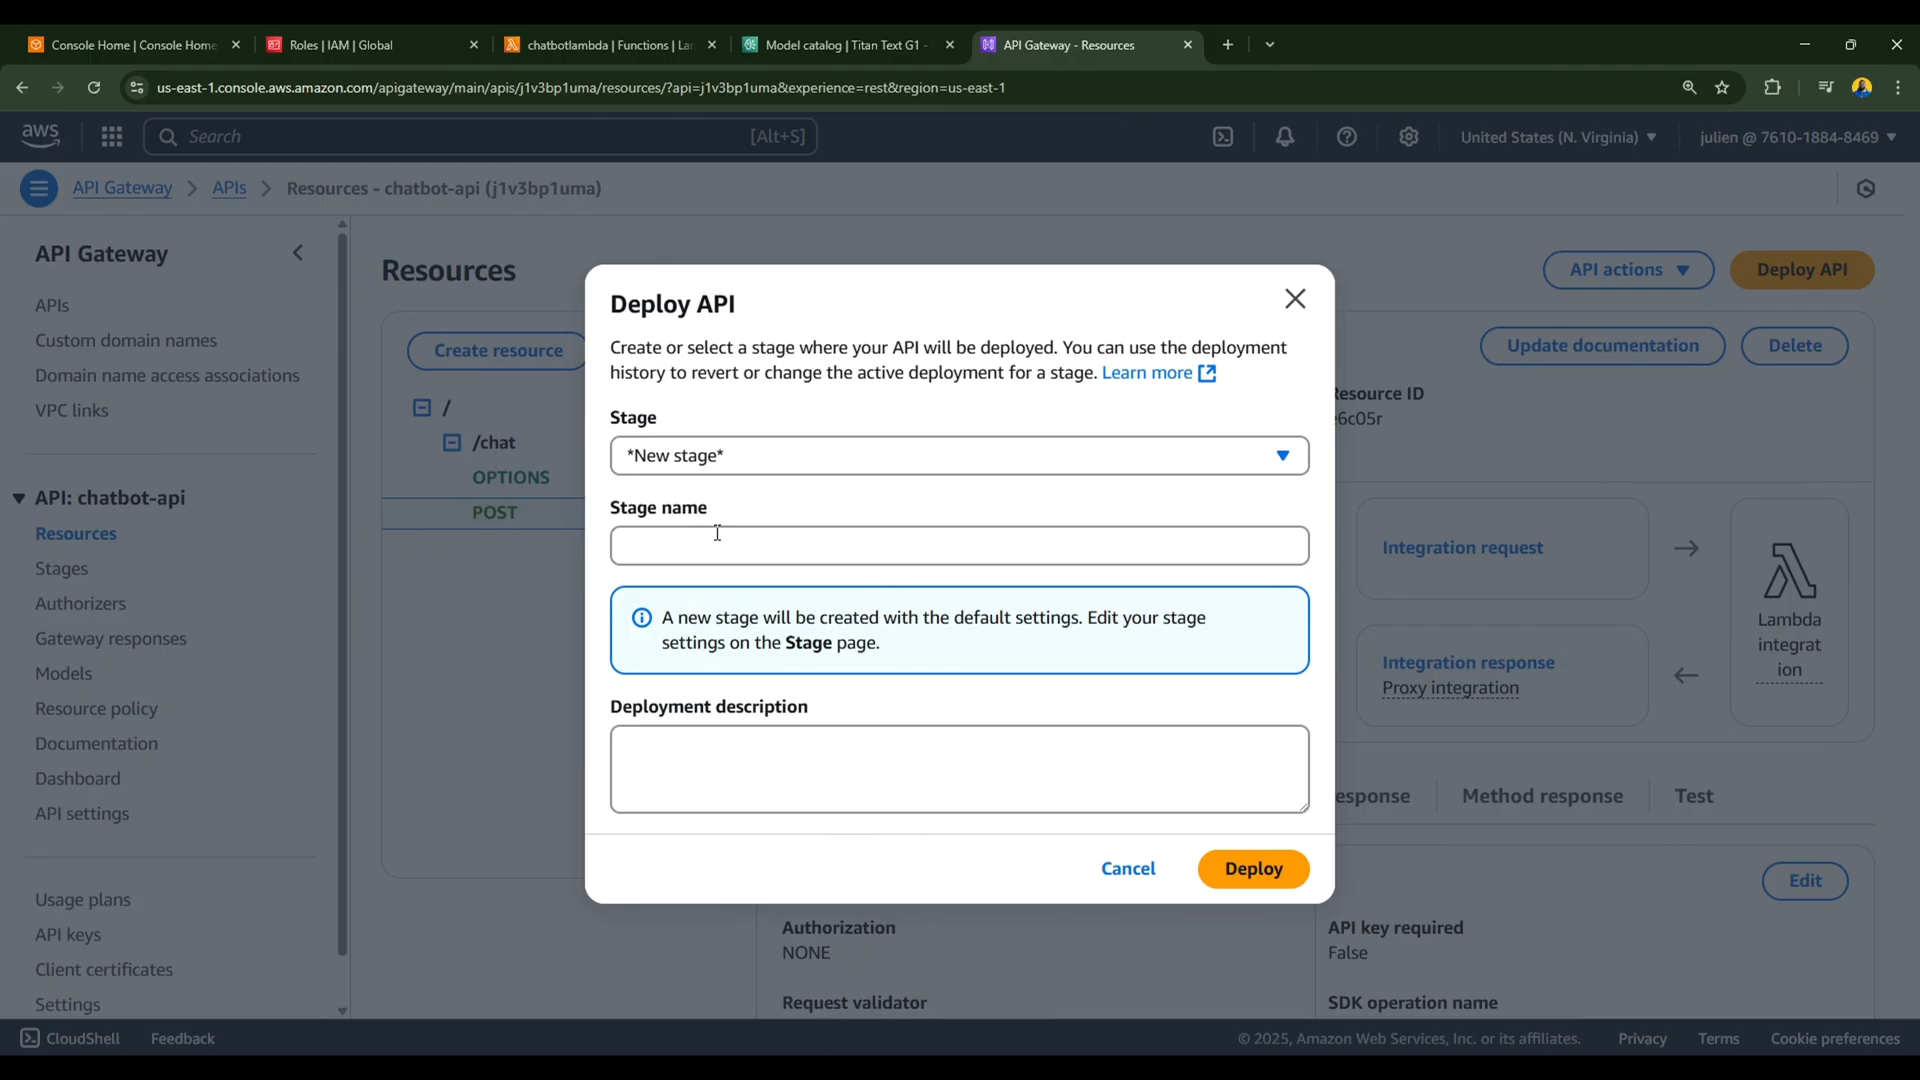 Console Home | Console Home
Roles | IAM | Global
chatbotlambda | Functions | La
Model catalog | Titan Text G1 -
API Gateway - Resources
us-east-1.console.aws.amazon.com/apigateway/main/apis/j1v3bp1uma/resources/?api=j1v3bp1uma&experience=rest&region=us-east-1
aws
Search
[Alt+S]
United States (N. Virginia)
julien @ 7610-1884-8469
API Gateway
APIs
Resources - chatbot-api (j1v3bp1uma)
API Gateway
APIs
Custom domain names
Domain name access associations
VPC links
API: chatbot-api
Resources
Stages
Authorizers
Gateway responses
Models
Resource policy
Documentation
Dashboard
API settings
Usage plans
API keys
Client certificates
Settings
Resources
API actions
Deploy API
Create resource
/
/chat
OPTIONS
POST
Update documentation
Delete
Resource ID
6c05r
Integration request
Integration response
Proxy integration
Lambda
integrat
ion
esponse
Method response
Test
Edit
Authorization
NONE
API key required
False
Request validator
SDK operation name
Deploy API
Create or select a stage where your API will be deployed. You can use the deployment
history to revert or change the active deployment for a stage. Learn more
Stage
*New stage*
Stage name
A new stage will be created with the default settings. Edit your stage
settings on the Stage page.
Deployment description
Cancel
Deploy
CloudShell
Feedback
© 2025, Amazon Web Services, Inc. or its affiliates.
Privacy
Terms
Cookie preferences